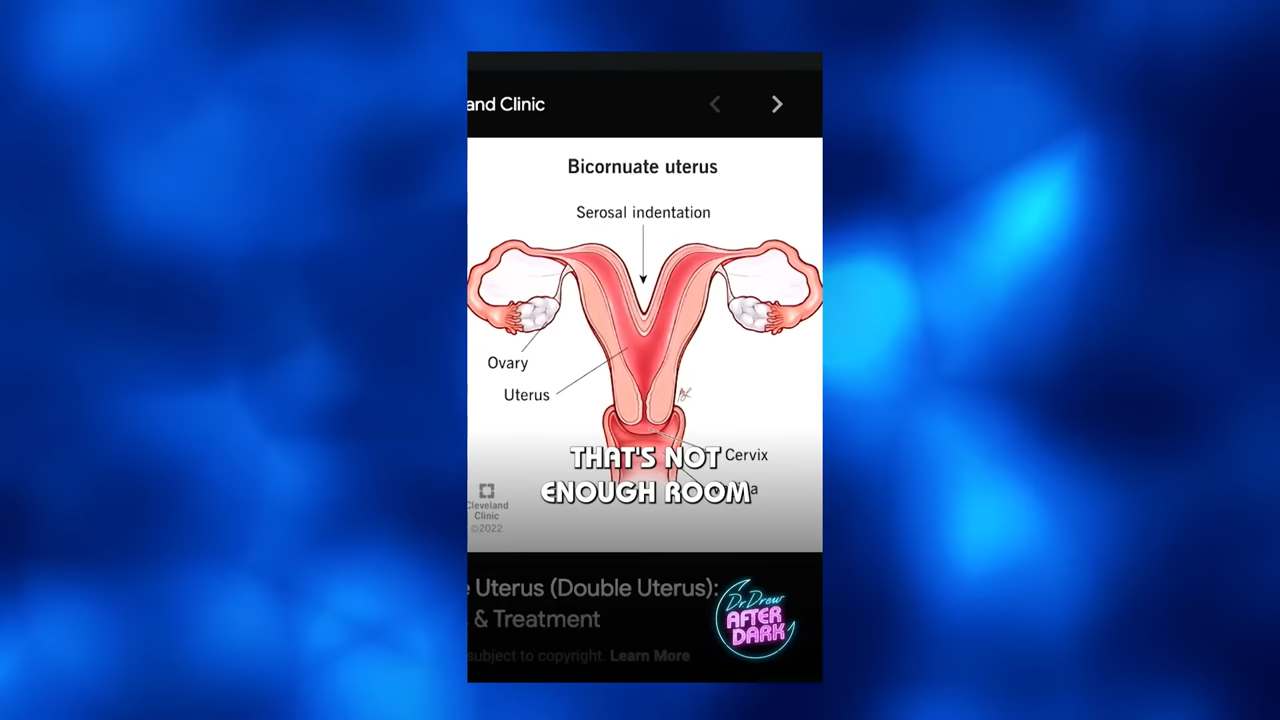 and Clinic
Bicornuate uterus
Serosal indentation
Ovary
Uterus
Cervix
THAT'S NOT
ENOUGH ROOM
Cleveland
Clinic
©2022
Uterus (Double Uterus):
& Treatment
subject to copyright. Learn More
Dr. Drew
AFTER
DARK